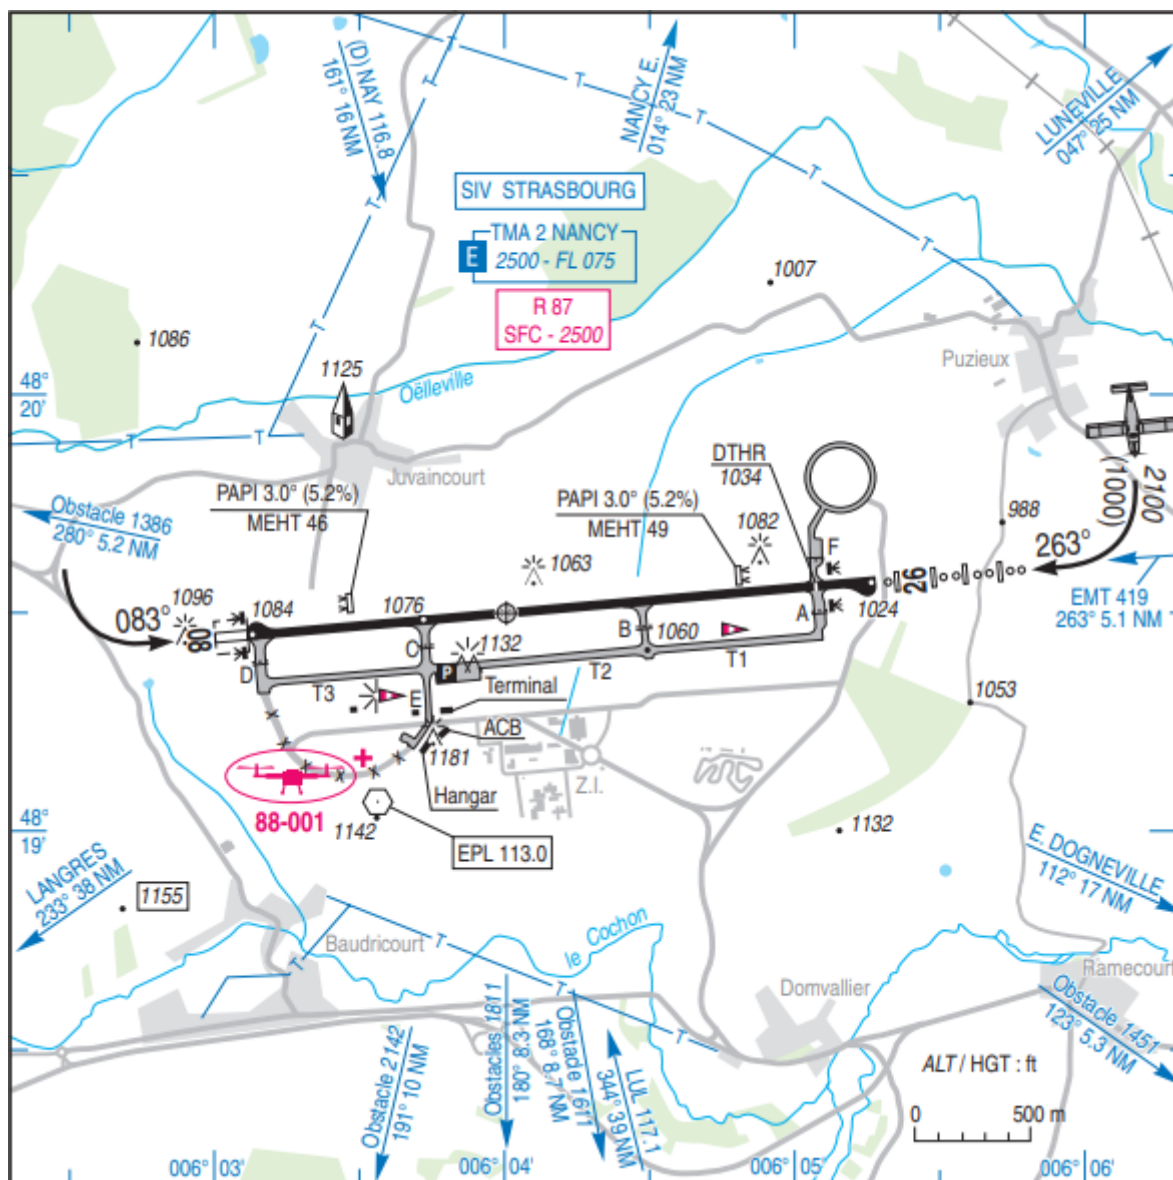 (D) NAY 116.8
161° 16 NM
NANCY E.
014° 23 NM
LUNEVILLE
047° 25 NM
T
T
T
T
T
T
T
T
T
T
T
T
T
SIV STRASBOURG
TMA 2 NANCY
E
2500 - FL 075
R 87
SFC - 2500
1007
1086
1125
48°
20'
Oëlleville
Puzieux
Juvaincourt
DTHR
1034
PAPI 3.0° (5.2%)
MEHT 46
PAPI 3.0° (5.2%)
MEHT 49
2100
(1000)
Obstacle 1386
280° 5.2 NM
1082
988
F
263°
1063
26
EMT 419
263° 5.1 NM
083°
1096
1084
08
1076
1024
A
B
1060
C
1132
D
P
T1
T2
T3
Terminal
E
ACB
1181
1053
Hangar
Z.I.
88-001
1142
EPL 113.0
1132
48°
19'
LANGRES
233° 38 NM
1155
E. DOGNEVILLE
112° 17 NM
Baudricourt
le Cochon
Domvallier
Ramecourt
Obstacle 1451
123° 5.3 NM
Obstacle 2142
191° 10 NM
Obstacles 1811
180° 8.3 NM
Obstacle 1611
168° 8.7 NM
LUL 117.1
344° 39 NM
ALT / HGT : ft
0 500 m
006° 03'
006° 04'
006° 05'
006° 06'